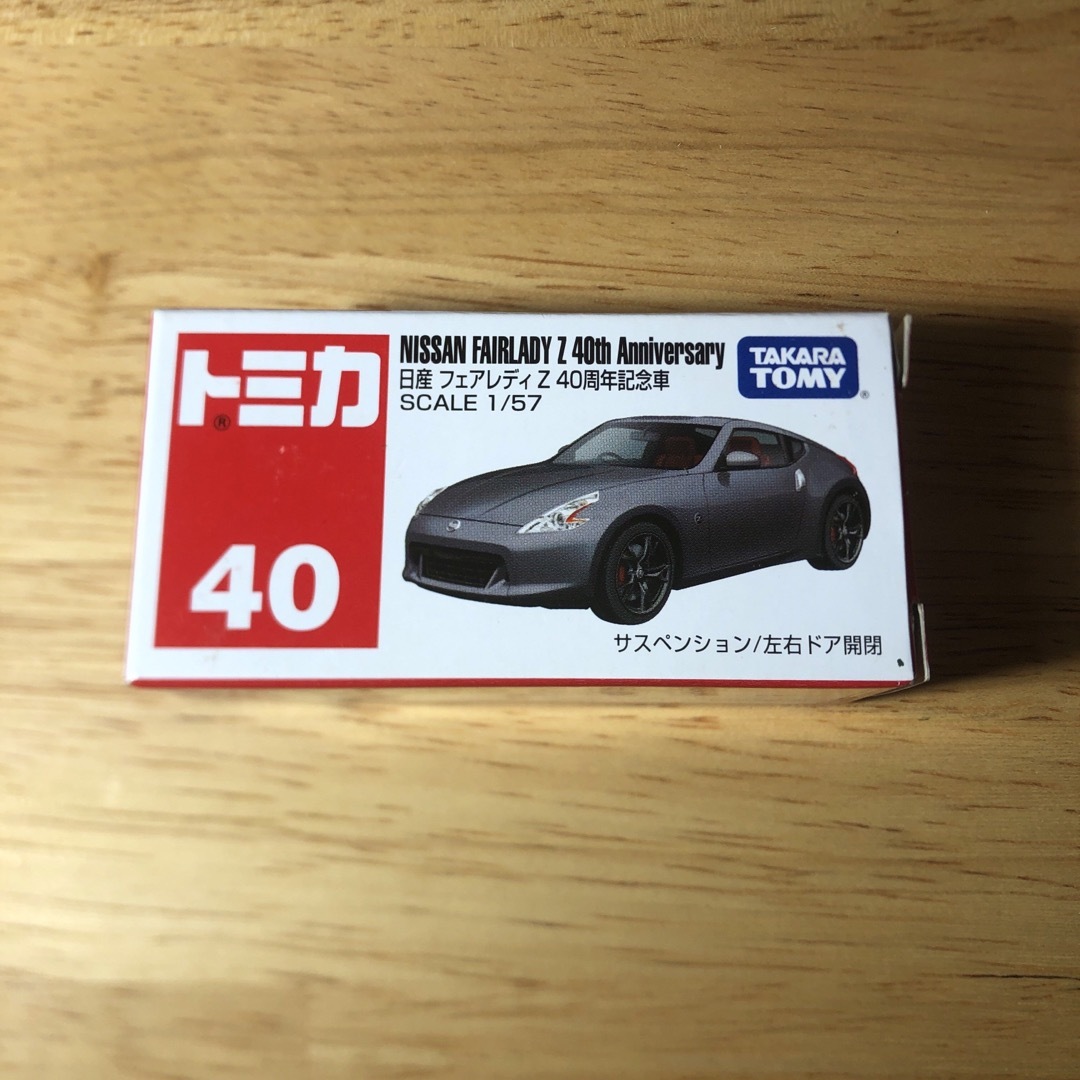 トミカ®
40
NISSAN FAIRLADY Z 40th Anniversary
日産 フェアレディ Z 40周年記念車
SCALE 1/57
TAKARA
TOMY®
サスペンション/左右ドア開閉